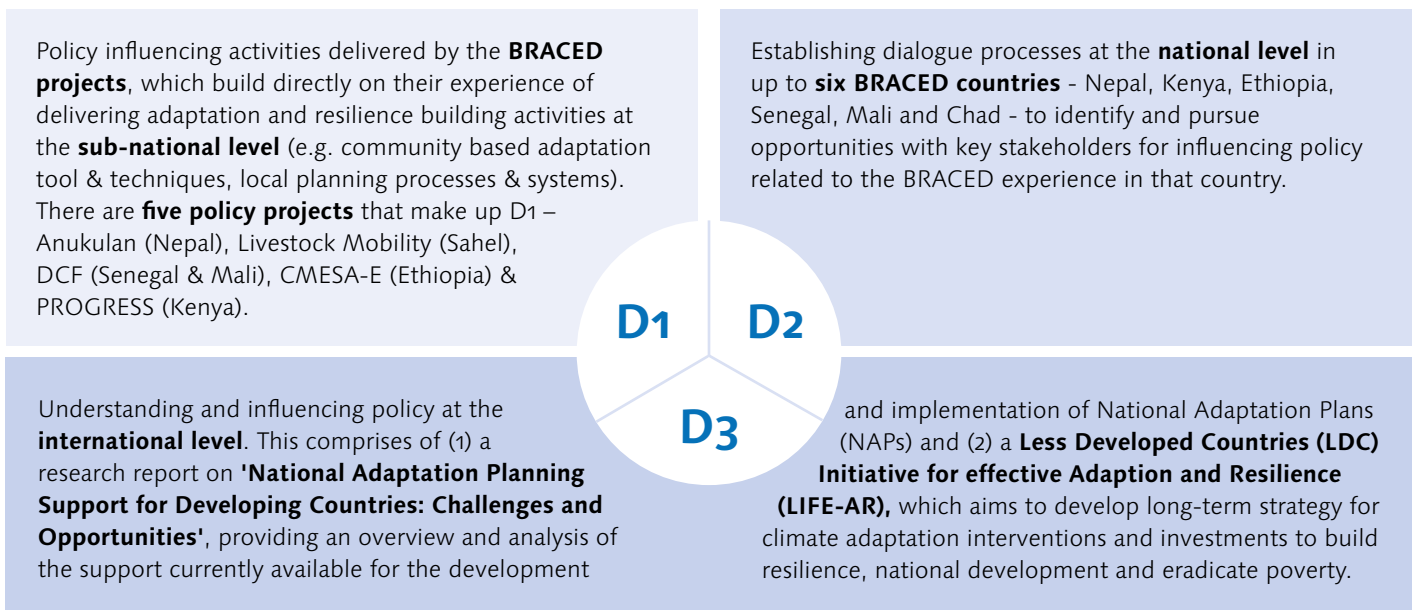 Policy influencing activities delivered by the BRACED
projects, which build directly on their experience of
delivering adaptation and resilience building activities at
the sub-national level (e.g. community based adaptation
tool & techniques, local planning processes & systems).
There are five policy projects that make up D1 –
Anukulan (Nepal), Livestock Mobility (Sahel),
DCF (Senegal & Mali), CMESA-E (Ethiopia) &
PROGRESS (Kenya).
Establishing dialogue processes at the national level in
up to six BRACED countries - Nepal, Kenya, Ethiopia,
Senegal, Mali and Chad - to identify and pursue
opportunities with key stakeholders for influencing policy
related to the BRACED experience in that country.
D1
D2
D3
Understanding and influencing policy at the
international level. This comprises of (1) a
research report on 'National Adaptation Planning
Support for Developing Countries: Challenges and
Opportunities', providing an overview and analysis of
the support currently available for the development
and implementation of National Adaptation Plans
(NAPs) and (2) a Less Developed Countries (LDC)
Initiative for effective Adaption and Resilience
(LIFE-AR), which aims to develop long-term strategy for
climate adaptation interventions and investments to build
resilience, national development and eradicate poverty.